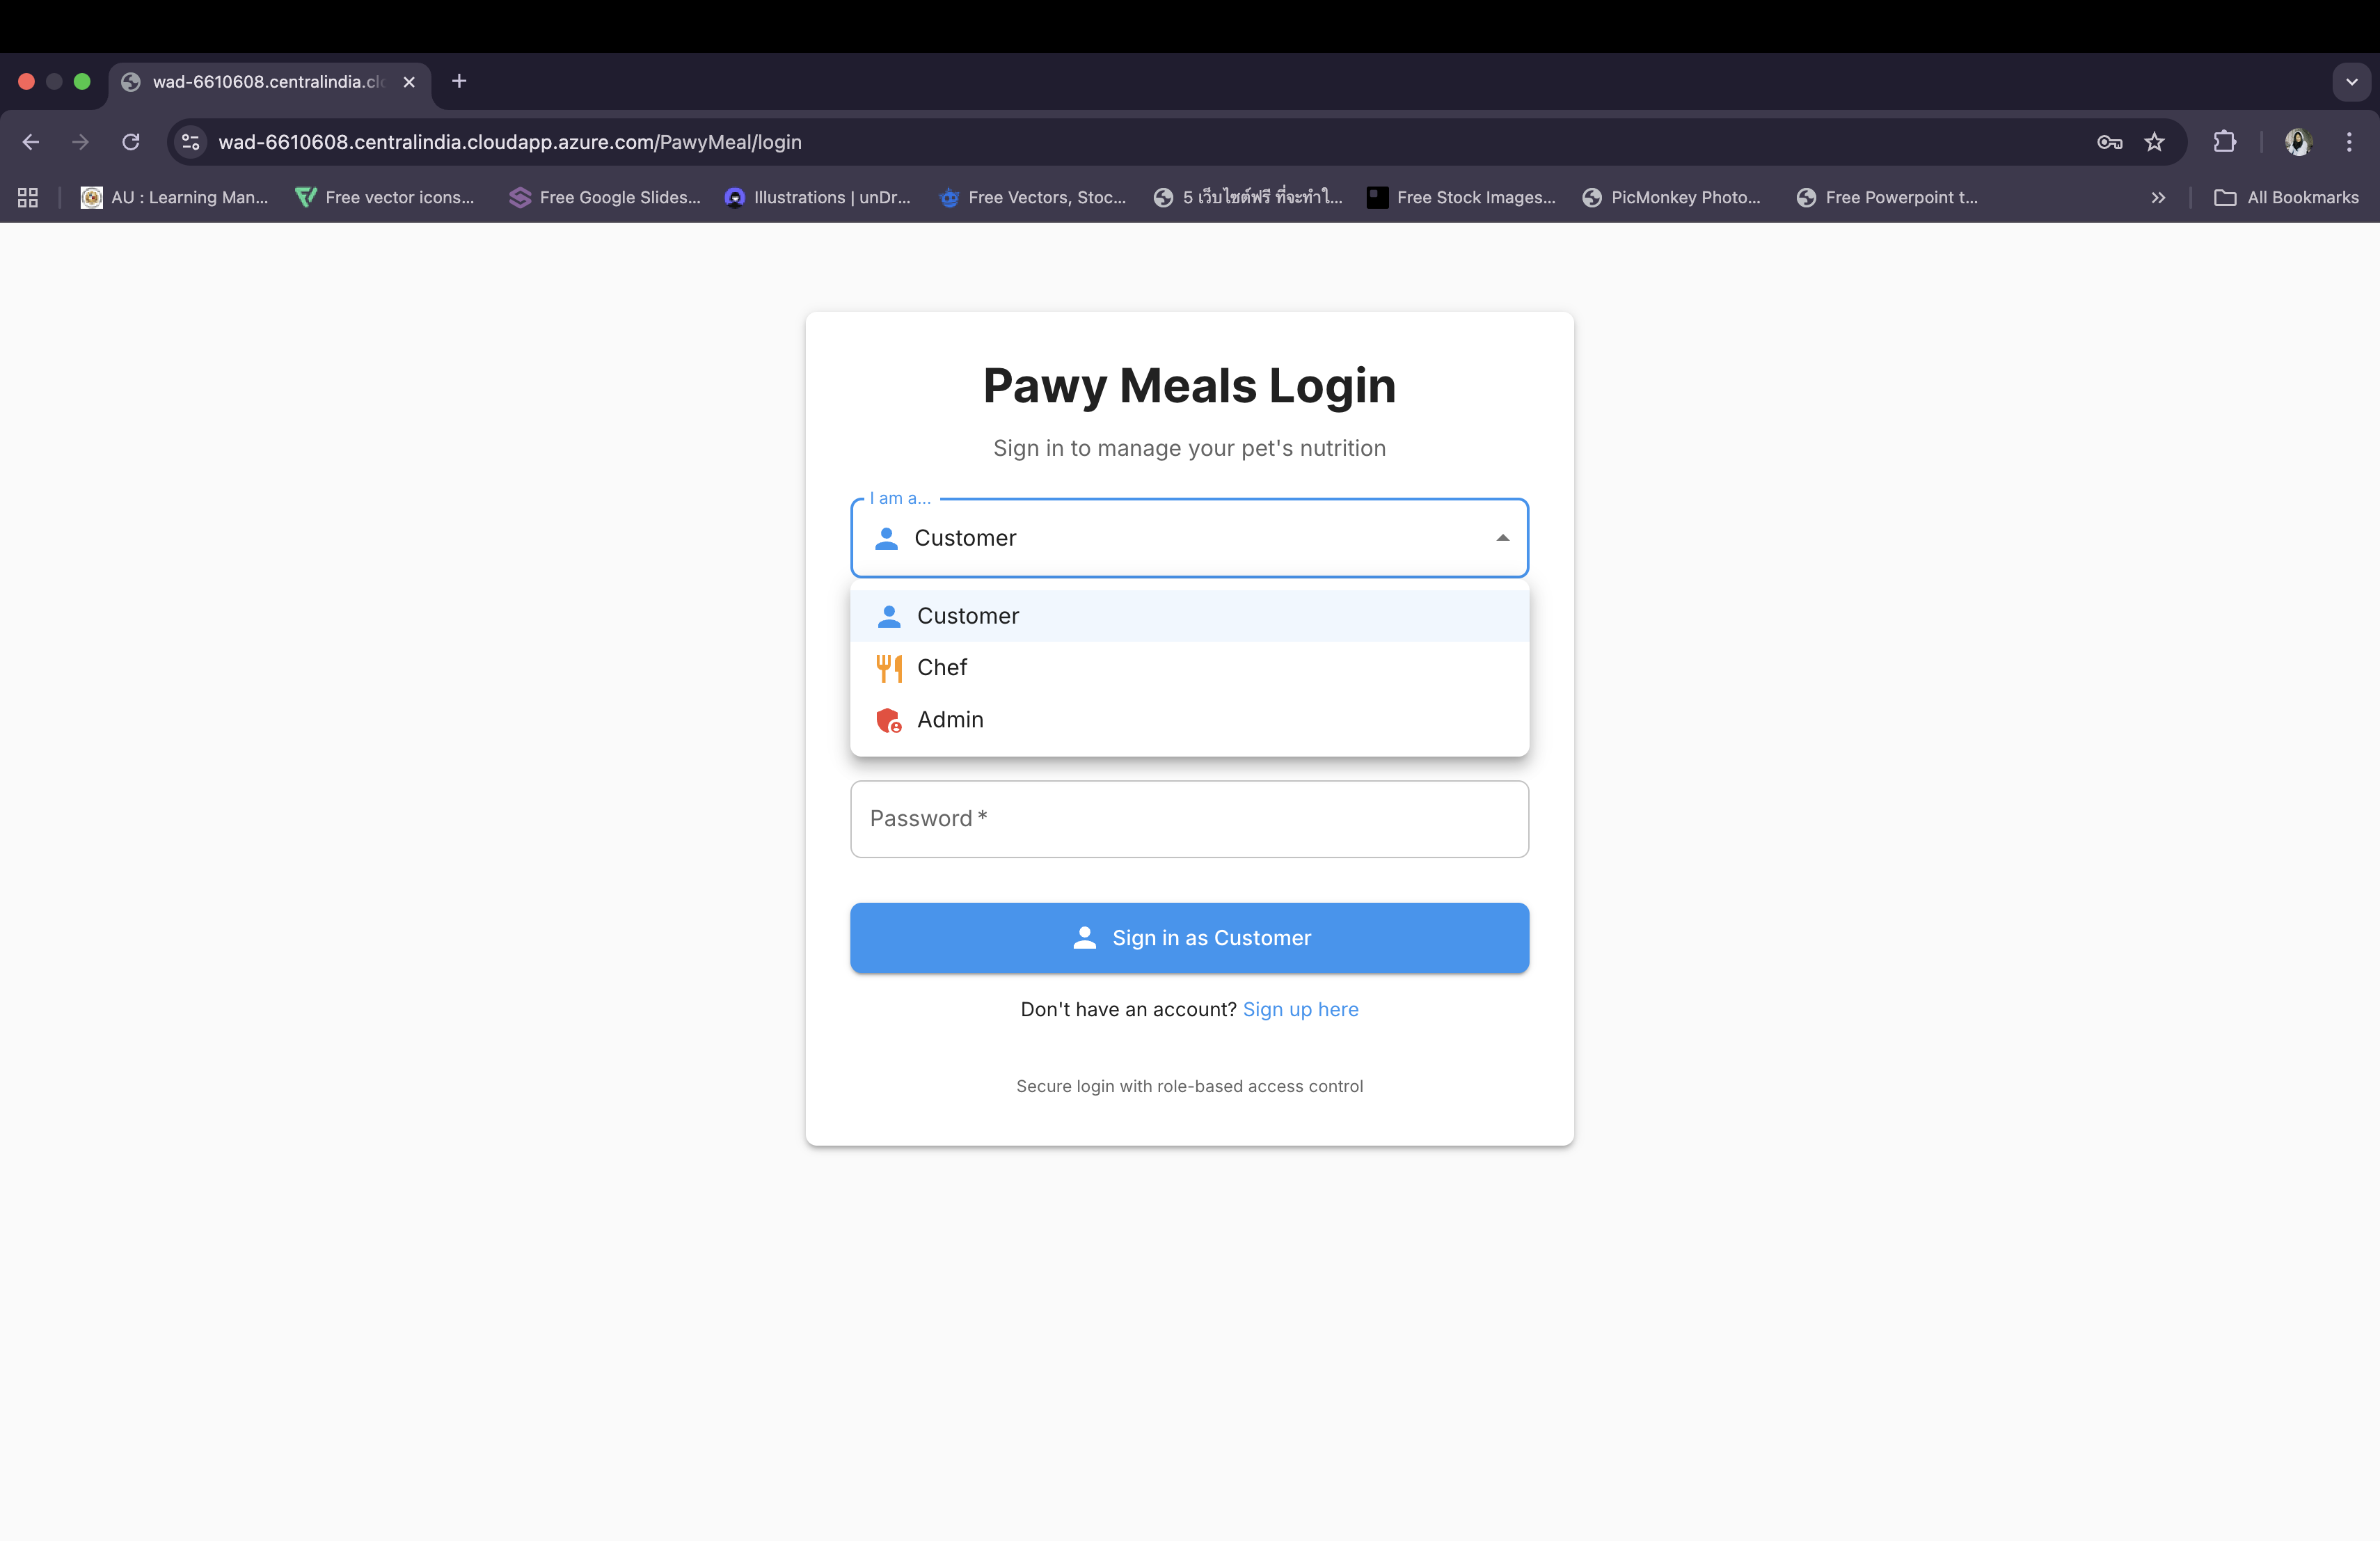 wad-6610608.centralindia.clo
wad-6610608.centralindia.cloudapp.azure.com/PawyMeal/login
AU : Learning Man... Free vector icons... Free Google Slides... Illustrations | unDr... Free Vectors, Stoc... 5 เว็บไซต์ฟรี ที่จะทำใ... Free Stock Images... PicMonkey Photo... Free Powerpoint t... All Bookmarks
Pawy Meals Login
Sign in to manage your pet's nutrition
I am a...
Customer
Customer
Chef
Admin
Password *
Sign in as Customer
Don't have an account? Sign up here
Secure login with role-based access control